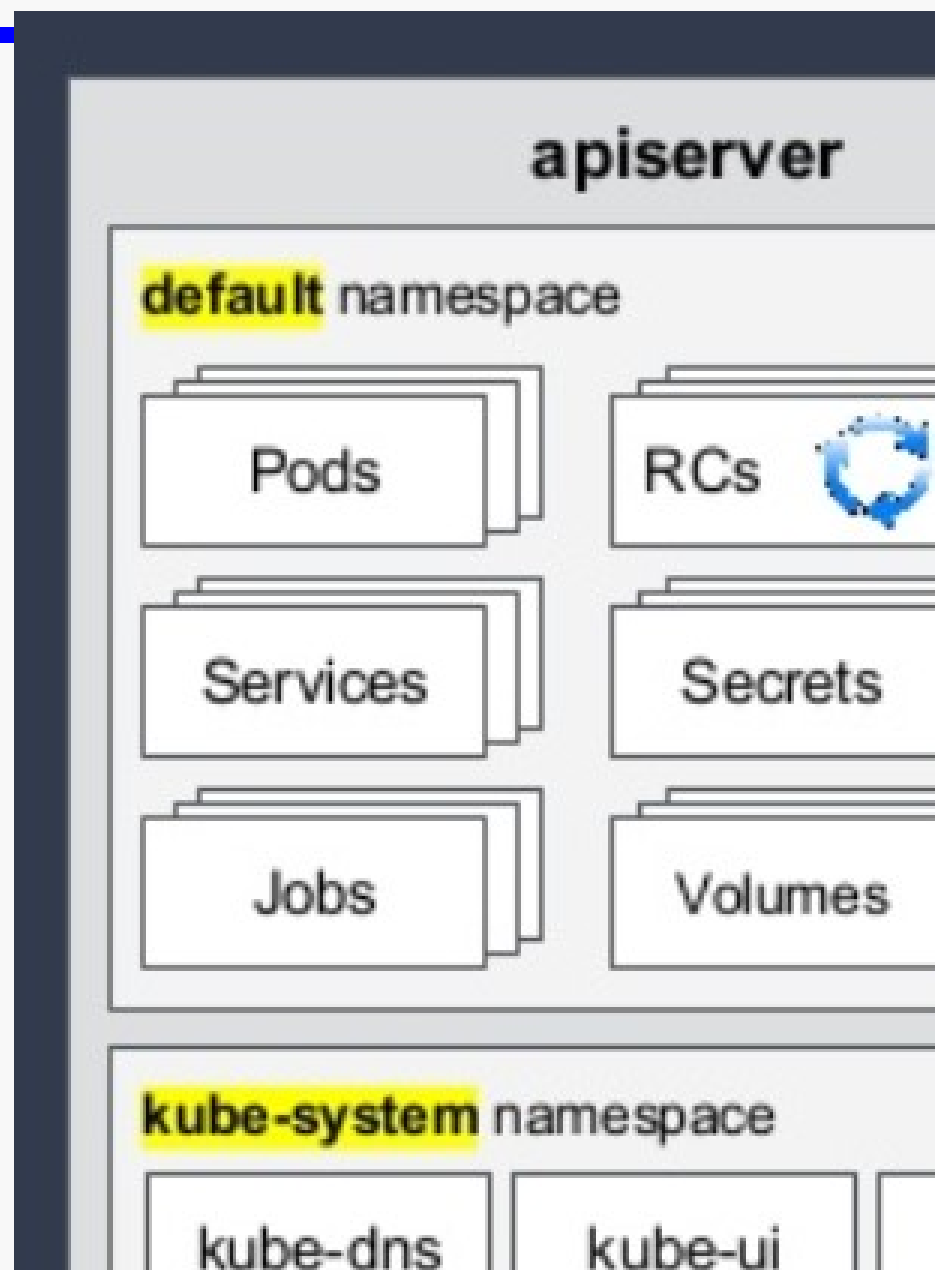 apiserver
default namespace
Pods
RCs
Services
Secrets
Jobs
Volumes
kube-system namespace
kube-dns
kube-ui